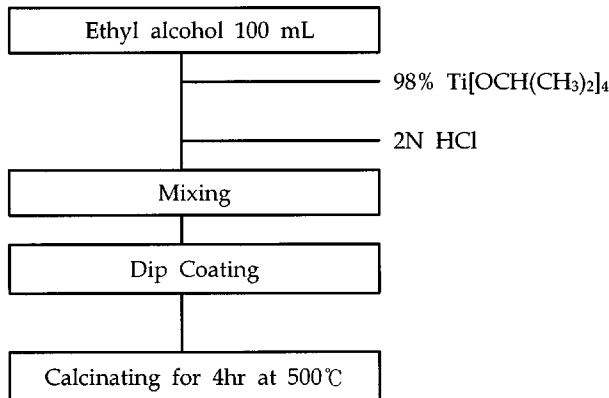 Ethyl alcohol 100 mL
98% Ti[OCH(CH₃)₂]₄
2N HCl
Mixing
Dip Coating
Calcinating for 4hr at 500℃